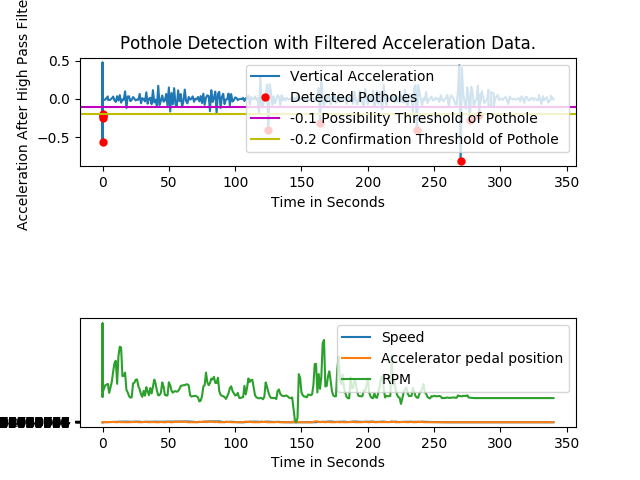 Pothole Detection with Filtered Acceleration Data.
Acceleration After High Pass Filte
0.5
0.0
−0.5
Vertical Acceleration
Detected Potholes
-0.1 Possibility Threshold of Pothole
-0.2 Confirmation Threshold of Pothole
0 50 100 150 200 250 300 350
Time in Seconds
Speed
Accelerator pedal position
RPM
0 50 100 150 200 250 300 350
Time in Seconds